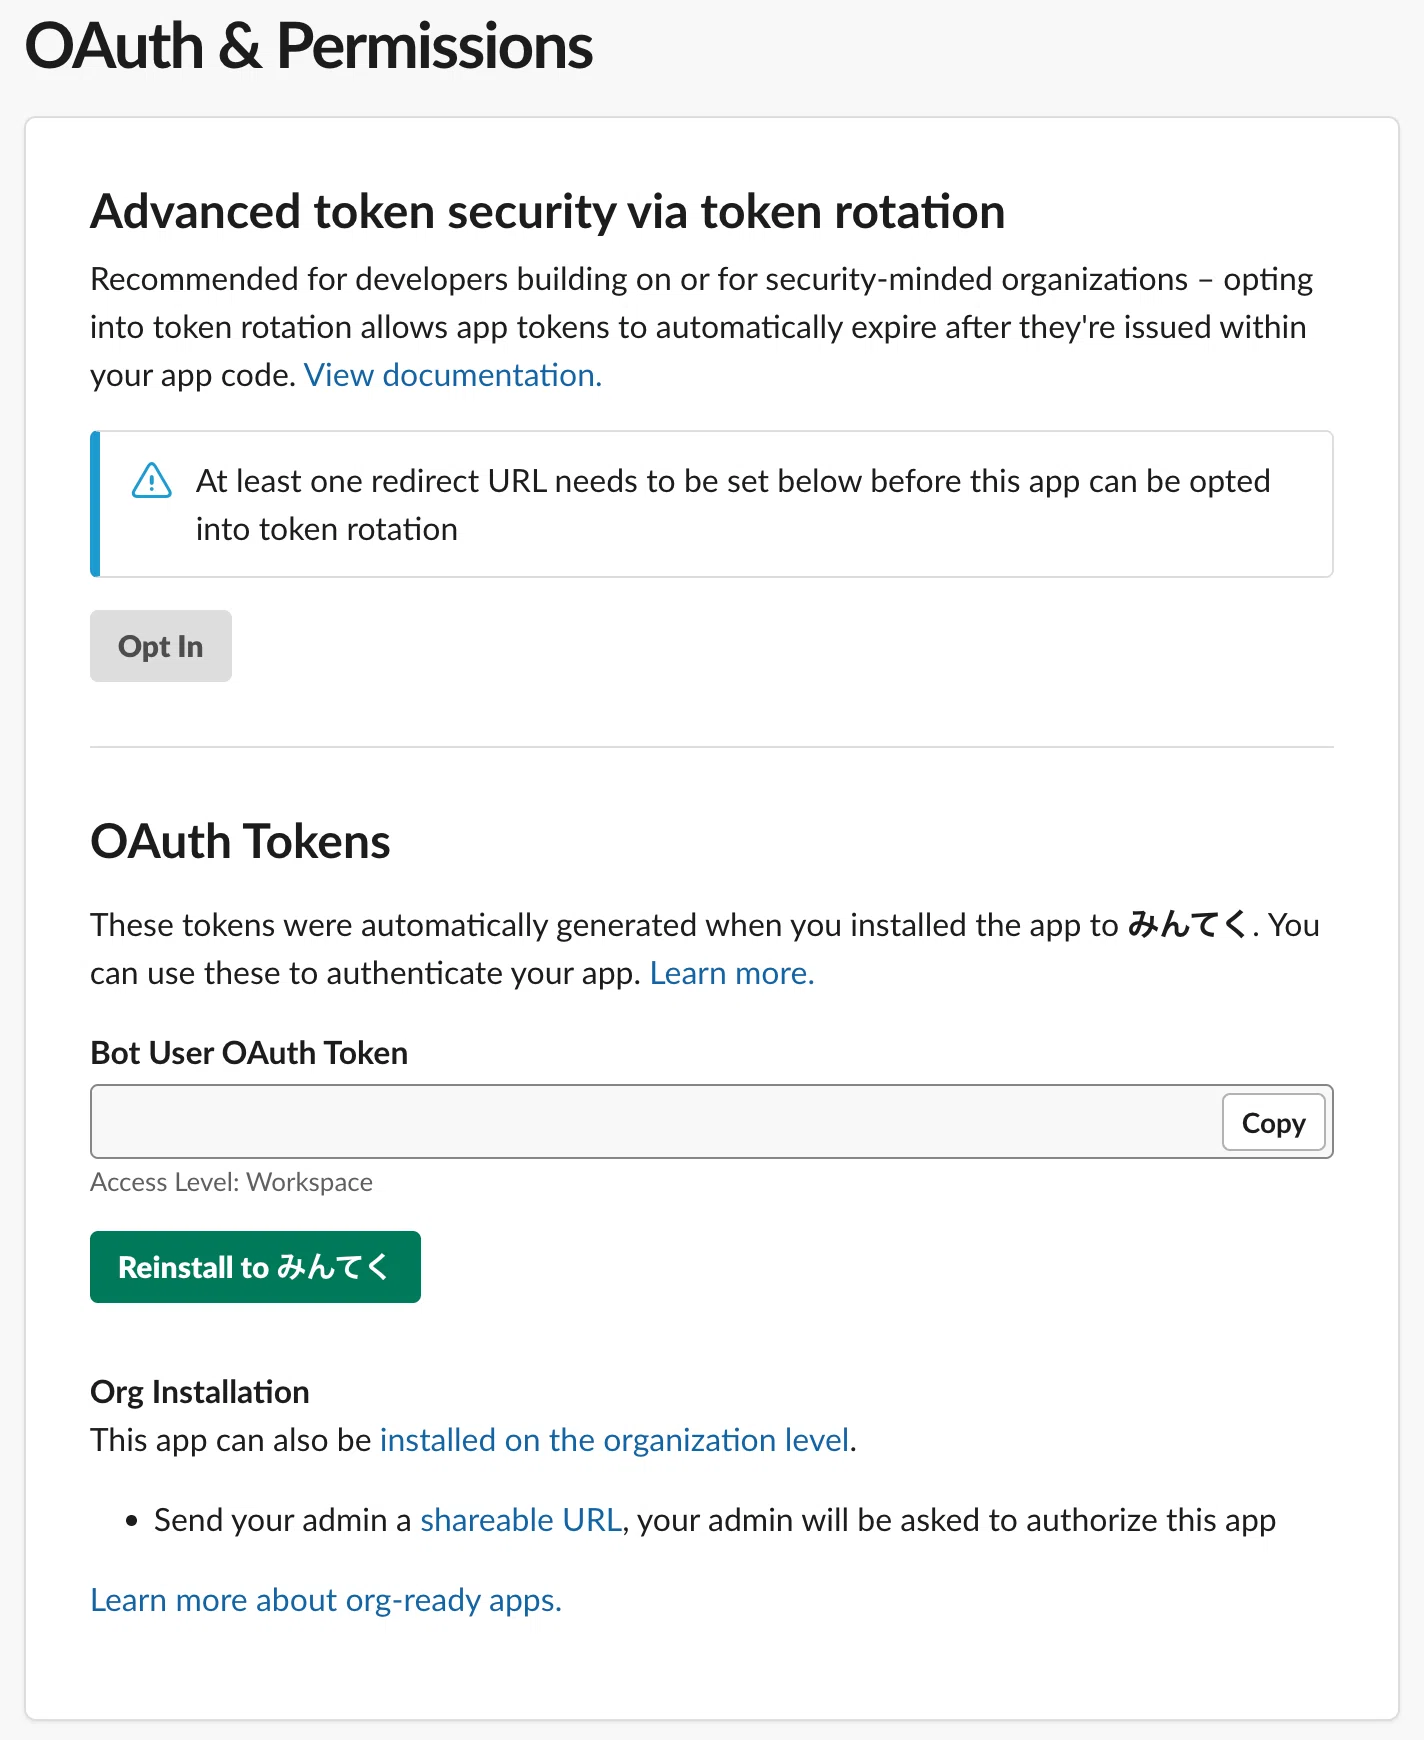 OAuth & Permissions
Advanced token security via token rotation
Recommended for developers building on or for security-minded organizations – opting
into token rotation allows app tokens to automatically expire after they're issued within
your app code. View documentation.
At least one redirect URL needs to be set below before this app can be opted
into token rotation
Opt In
OAuth Tokens
These tokens were automatically generated when you installed the app to みんてく. You
can use these to authenticate your app. Learn more.
Bot User OAuth Token
Copy
Access Level: Workspace
Reinstall to みんてく
Org Installation
This app can also be installed on the organization level.
• Send your admin a shareable URL, your admin will be asked to authorize this app
Learn more about org-ready apps.